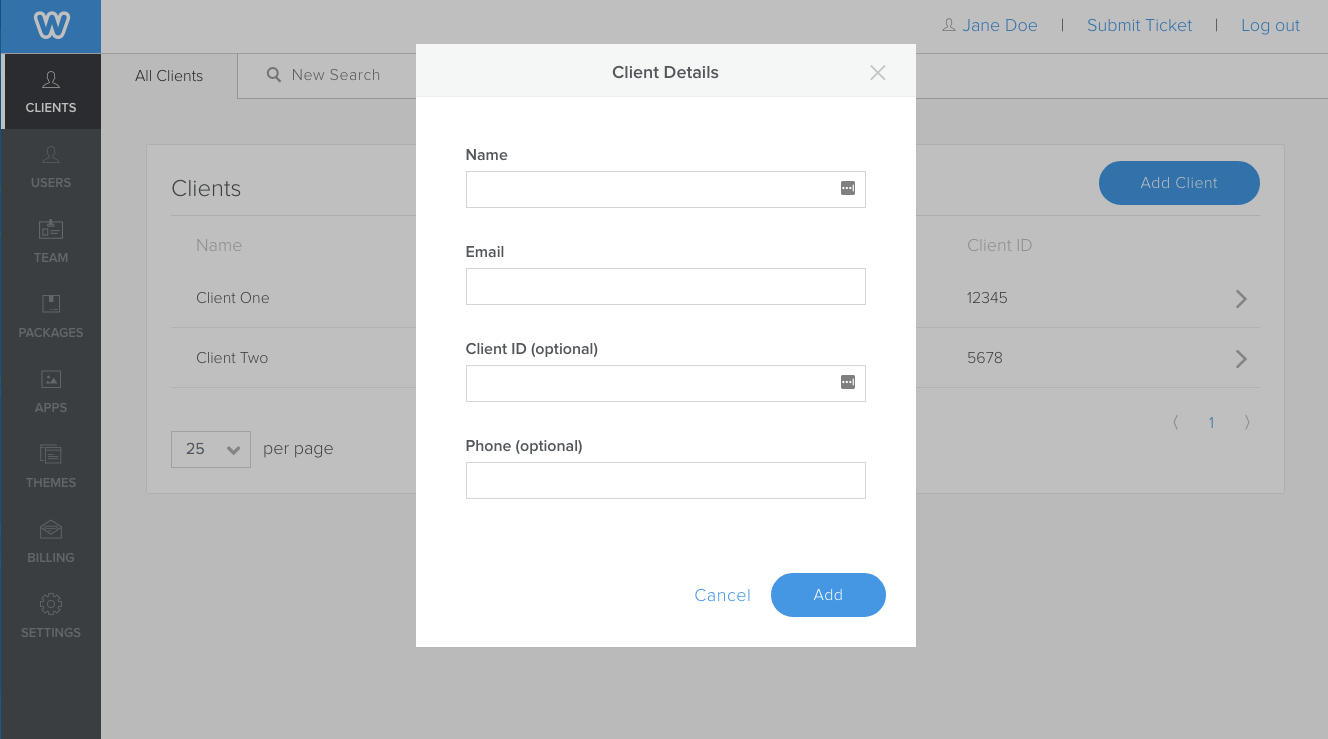 Jane Doe | Submit Ticket | Log out
All Clients
New Search
CLIENTS
USERS
TEAM
PACKAGES
APPS
THEMES
BILLING
SETTINGS
Clients
Add Client
Name Client ID
Client One 12345
Client Two 5678
25 per page
1
Client Details
Name
Email
Client ID (optional)
Phone (optional)
Cancel Add